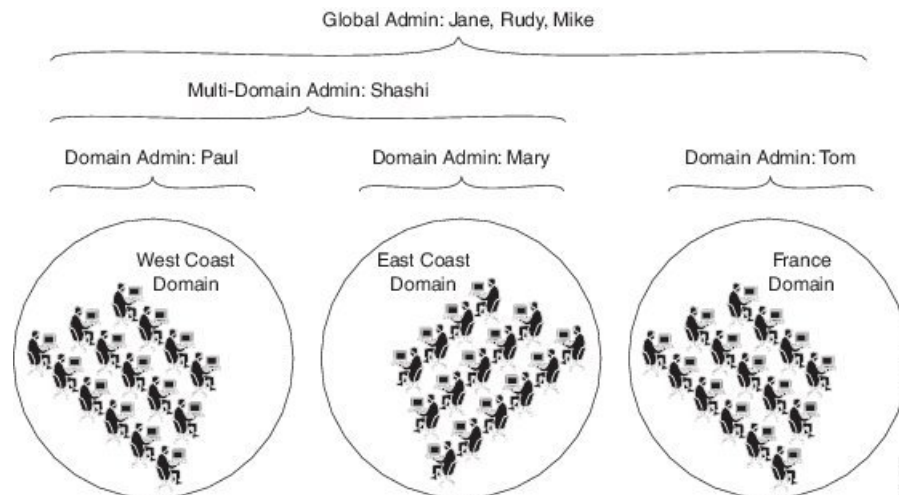 Global Admin: Jane, Rudy, Mike
Multi-Domain Admin: Shashi
Domain Admin: Paul
Domain Admin: Mary
Domain Admin: Tom
West Coast
Domain
East Coast
Domain
France
Domain